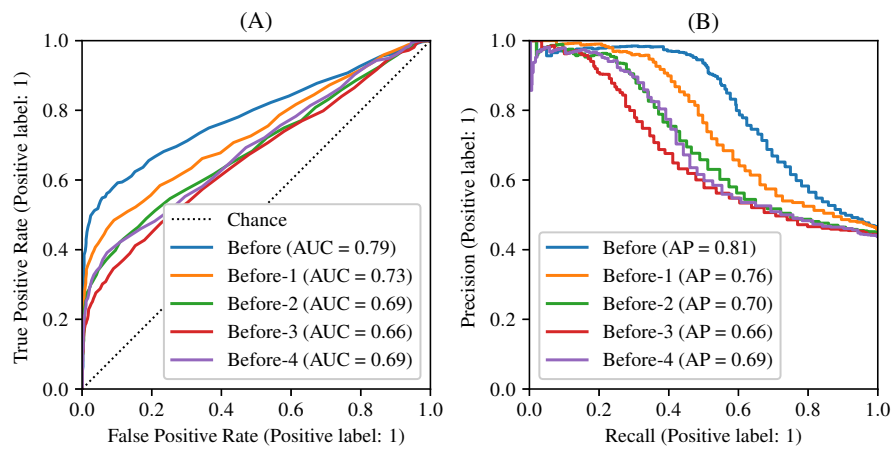 (A)
1.0
0.8
0.6
0.4
0.2
0.0
True Positive Rate (Positive label: 1)
Chance
Before (AUC = 0.79)
Before-1 (AUC = 0.73)
Before-2 (AUC = 0.69)
Before-3 (AUC = 0.66)
Before-4 (AUC = 0.69)
0.0 0.2 0.4 0.6 0.8 1.0
False Positive Rate (Positive label: 1)
(B)
1.0
0.8
0.6
0.4
0.2
0.0
Precision (Positive label: 1)
Before (AP = 0.81)
Before-1 (AP = 0.76)
Before-2 (AP = 0.70)
Before-3 (AP = 0.66)
Before-4 (AP = 0.69)
0.0 0.2 0.4 0.6 0.8 1.0
Recall (Positive label: 1)